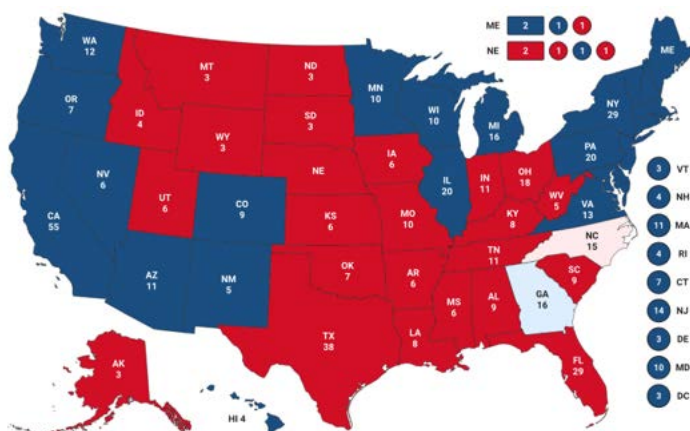 ME 2 1 1
NE 2 1 1 1
WA
12
OR
7
CA
55
NV
6
ID
4
MT
3
WY
3
UT
6
AZ
11
CO
9
NM
5
ND
3
SD
3
NE
KS
6
OK
7
TX
38
MN
10
IA
6
MO
10
AR
6
LA
8
WI
10
IL
20
MI
16
IN
11
OH
18
KY
8
TN
11
MS
6
AL
9
GA
16
FL
29
SC
9
NC
15
VA
13
WV
5
PA
20
NY
29
ME
3 VT
4 NH
11 MA
4 RI
7 CT
14 NJ
3 DE
10 MD
3 DC
AK
3
HI 4